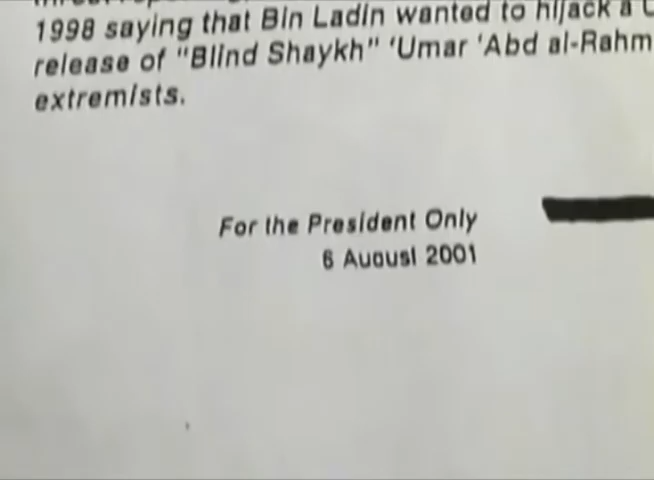 1998 saying that Bin Ladin wanted to hijack a
release of "Blind Shaykh" 'Umar 'Abd al-Rahm
extremists.
For the President Only
6 August 2001